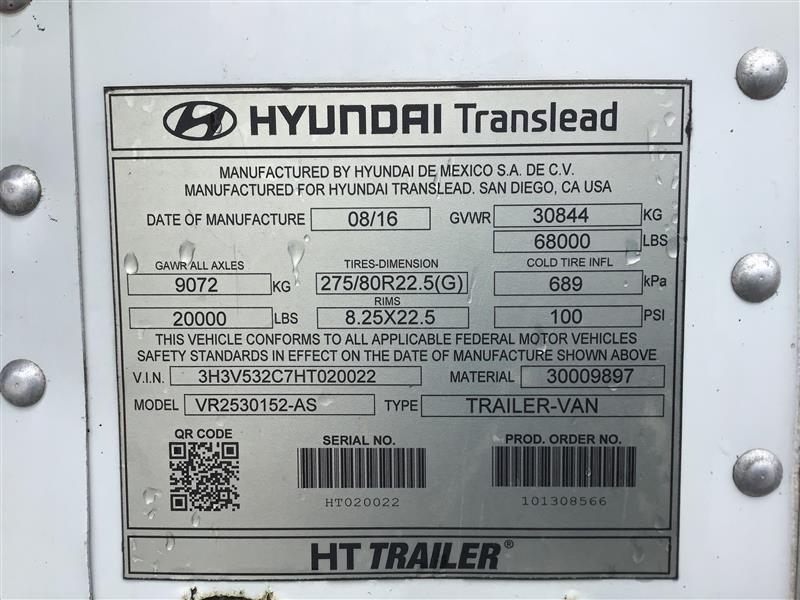 HYUNDAI Translead
MANUFACTURED BY HYUNDAI DE MEXICO S.A. DE C.V.
MANUFACTURED FOR HYUNDAI TRANSLEAD. SAN DIEGO, CA USA
DATE OF MANUFACTURE 08/16 GVWR 30844 KG
68000 LBS
GAWR ALL AXLES TIRES-DIMENSION COLD TIRE INFL
9072 KG 275/80R22.5(G) 689 kPa
RIMS
20000 LBS 8.25X22.5 100 PSI
THIS VEHICLE CONFORMS TO ALL APPLICABLE FEDERAL MOTOR VEHICLES
SAFETY STANDARDS IN EFFECT ON THE DATE OF MANUFACTURE SHOWN ABOVE
V.I.N. 3H3V532C7HT020022 MATERIAL 30009897
MODEL VR2530152-AS TYPE TRAILER-VAN
QR CODE SERIAL NO. PROD. ORDER NO.
HT020022 101308566
HT TRAILER®